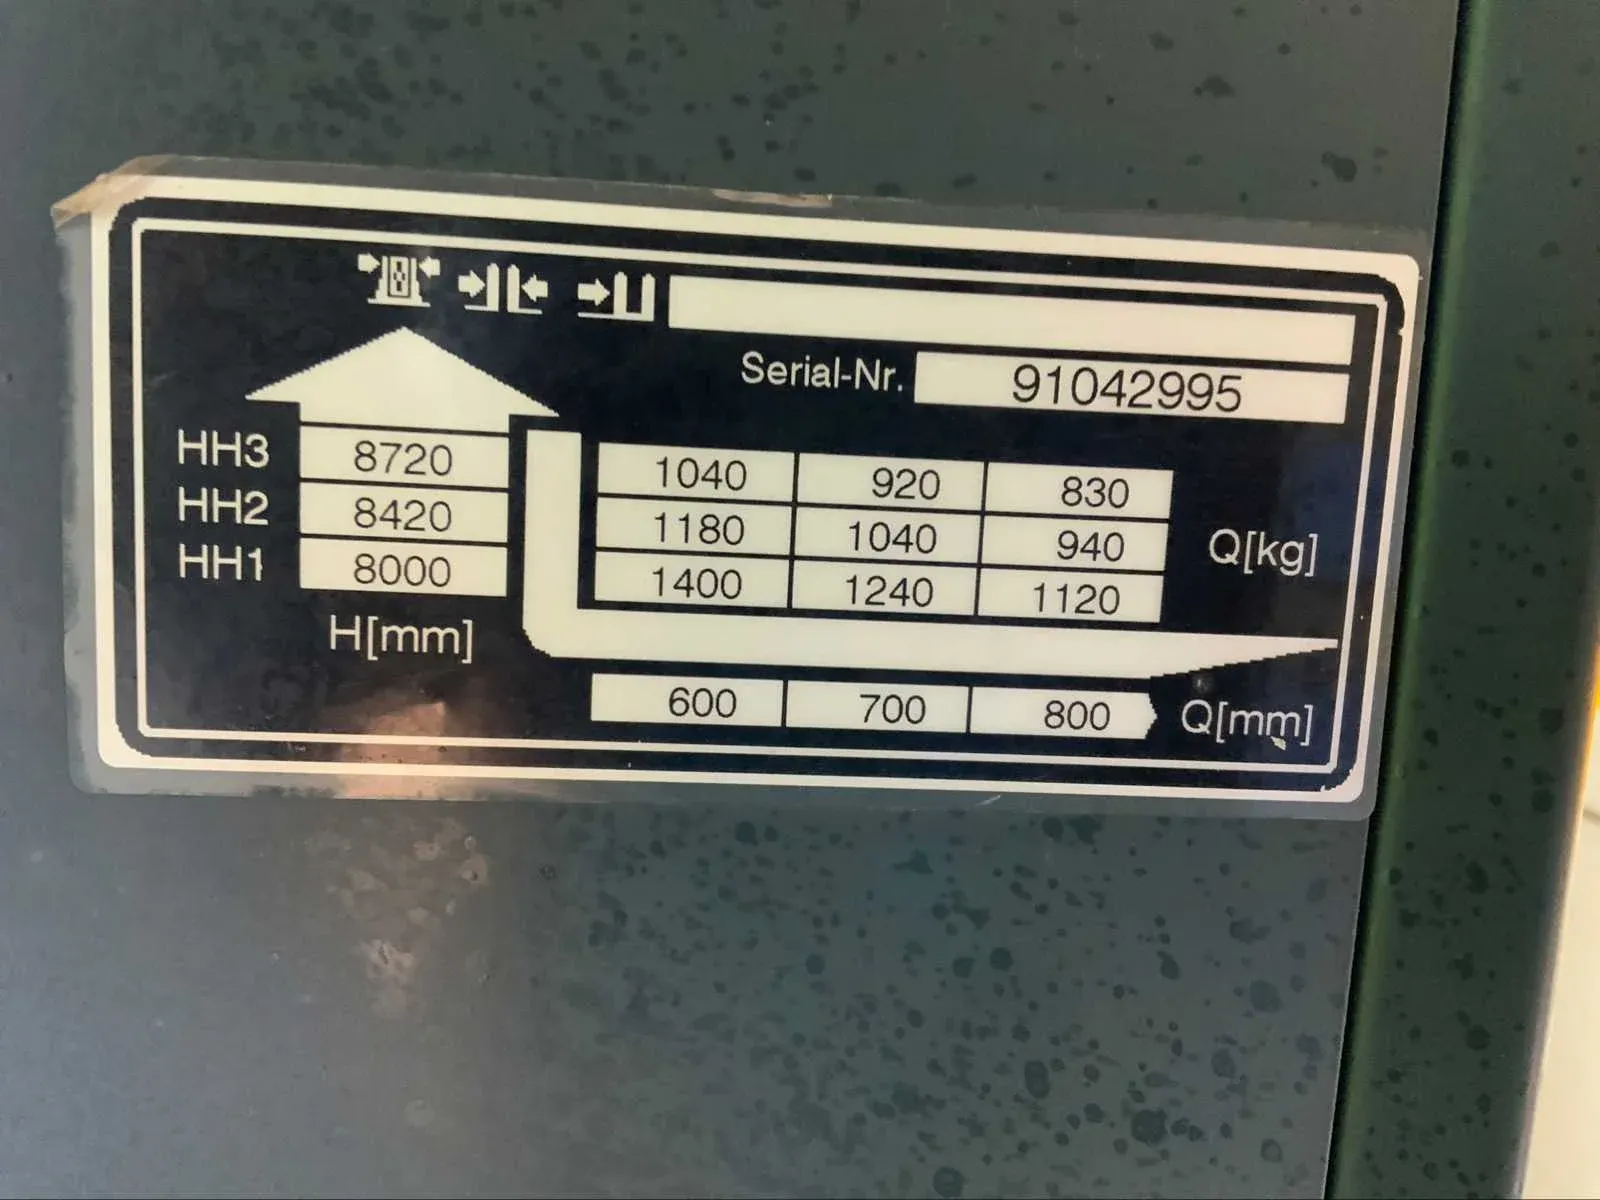 Serial-Nr. 91042995
HH3 8720 1040 920 830
HH2 8420 1180 1040 940 Q[kg]
HH1 8000 1400 1240 1120
H[mm]
600 700 800 Q[mm]